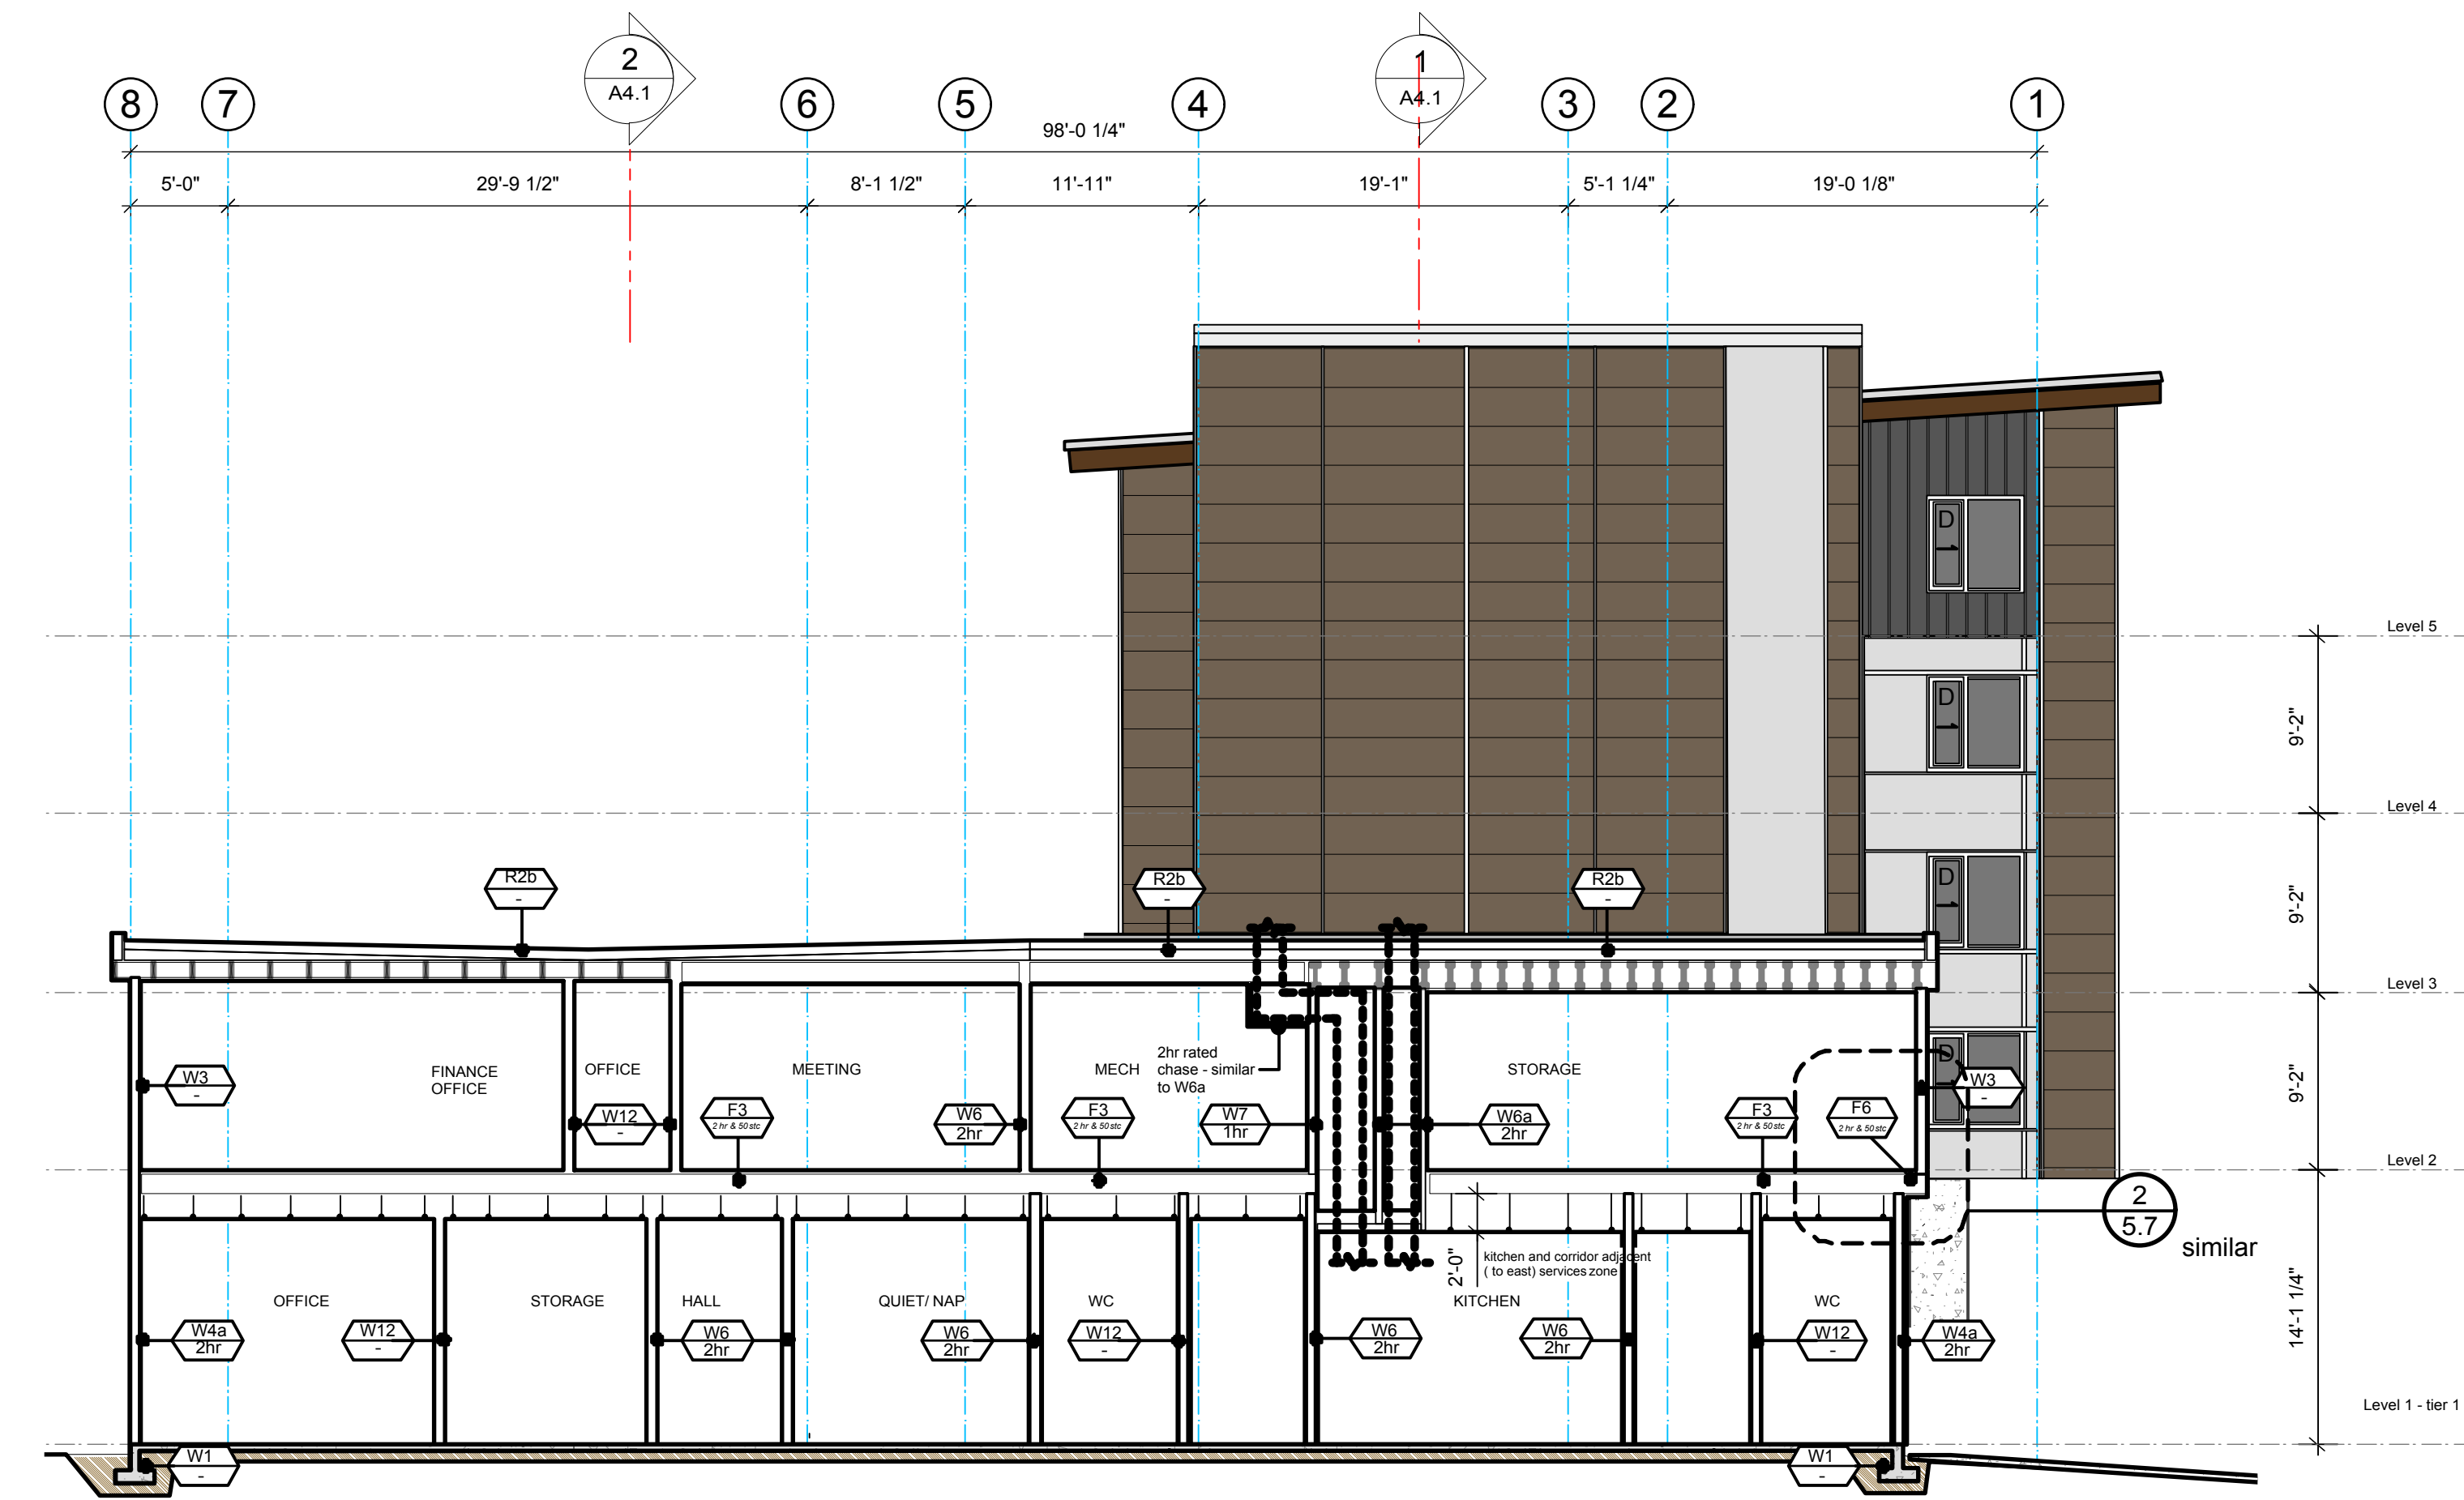 2
A4.1
1
A4.1
8
7
6
5
4
3
2
1
98'-0 1/4"
5'-0"
29'-9 1/2"
8'-1 1/2"
11'-11"
19'-1"
5'-1 1/4"
19'-0 1/8"
D
1
Level 5
D
1
9'-2"
Level 4
R2b
-
R2b
-
R2b
-
D
1
9'-2"
Level 3
FINANCE
OFFICE
OFFICE
MEETING
MECH
2hr rated
chase - similar
to W6a
STORAGE
D
1
9'-2"
W3
-
W12
-
F3
2 hr & 50 stc
W6
2hr
F3
2 hr & 50 stc
W7
1hr
W6a
2hr
F3
2 hr & 50 stc
F6
2 hr & 50 stc
W3
-
Level 2
2
5.7
similar
2'-0"
kitchen and corridor adjacent
( to east) services zone
OFFICE
STORAGE
HALL
QUIET/ NAP
WC
KITCHEN
WC
14'-1 1/4"
W4a
2hr
W12
-
W6
2hr
W6
2hr
W12
-
W6
2hr
W6
2hr
W12
-
W4a
2hr
Level 1 - tier 1
W1
-
W1
-